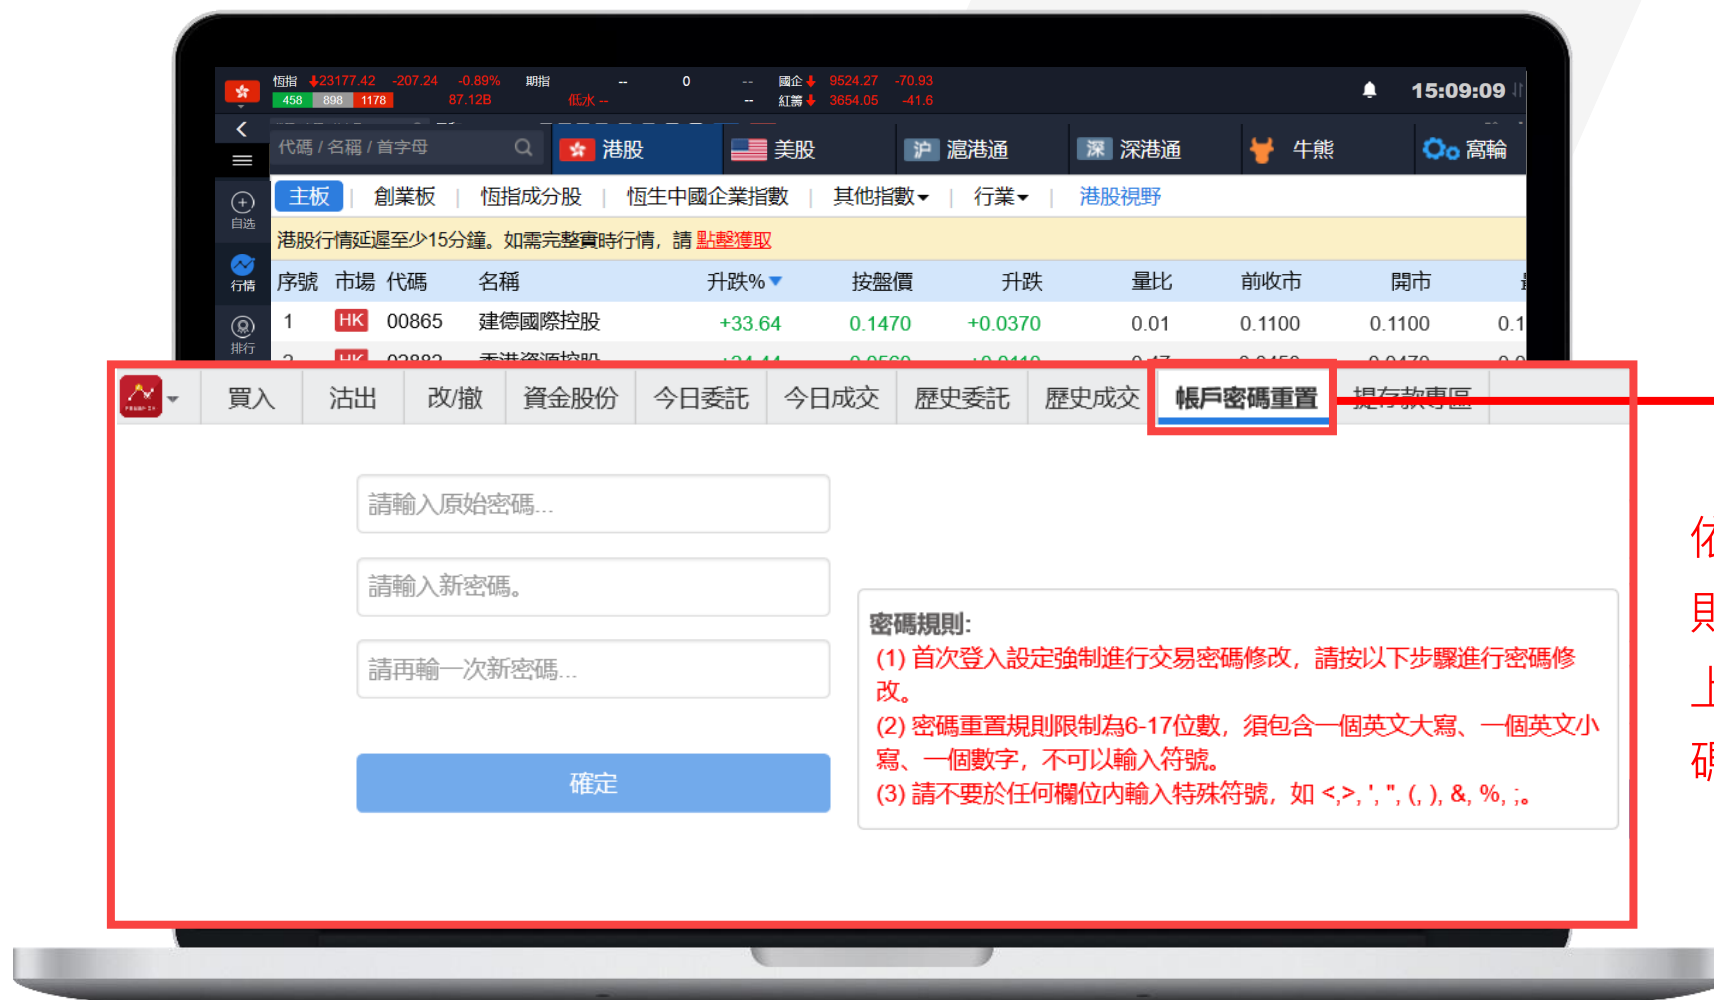 恆指 23177.42 -207.24 -0.89% 期指 -- 0 -- 國企 9524.27 -70.93
458 898 1178 87.12B 低水 -- -- 紅籌 3654.05 -41.6
15:09:09
代碼 / 名稱 / 首字母 港股 美股 沪 滬港通 深 深港通 牛熊 窩輪
主板 創業板 恆指成分股 恆生中國企業指數 其他指數 行業 港股視野
自选
港股行情延遲至少15分鐘。如需完整實時行情，請 點擊獲取
行情
序號 市場 代碼 名稱 升跌% 按盤價 升跌 量比 前收市 開市
1 HK 00865 建德國際控股 +33.64 0.1470 +0.0370 0.01 0.1100 0.1100 0.1
排行
買入 沽出 改/撤 資金股份 今日委託 今日成交 歷史委託 歷史成交 帳戶密碼重置 提存款專區
請輸入原始密碼...
請輸入新密碼。
請再輸一次新密碼...
確定
密碼規則:
(1) 首次登入設定強制進行交易密碼修改，請按以下步驟進行密碼修
改。
(2) 密碼重置規則限制為6-17位數，須包含一個英文大寫、一個英文小
寫、一個數字，不可以輸入符號。
(3) 請不要於任何欄位內輸入特殊符號，如 <,>, ', ", (, ), &, %, ;。